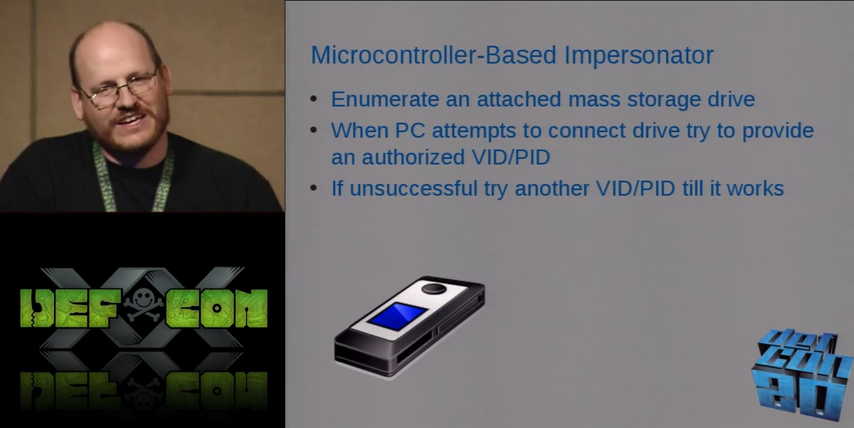 Microcontroller-Based Impersonator
• Enumerate an attached mass storage drive
• When PC attempts to connect drive try to provide
an authorized VID/PID
• If unsuccessful try another VID/PID till it works
XX
DEF CON
DEF CON
def
con
20